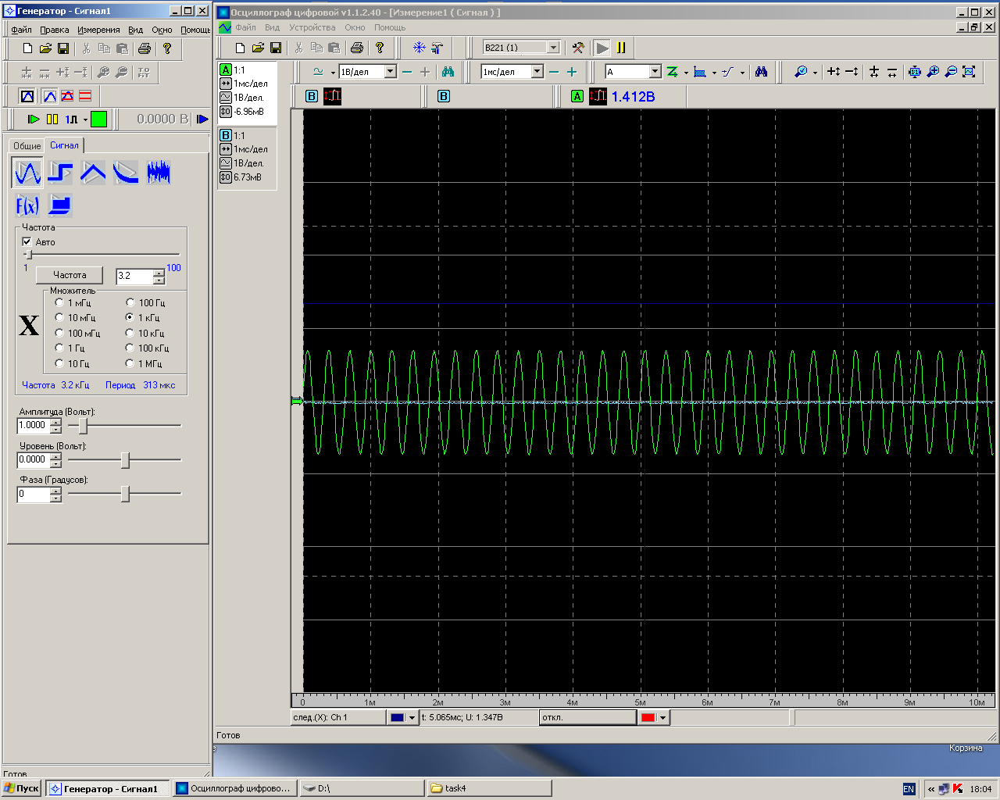 Генератор - Сигнал1
Файл Правка Измерения Вид Окно Помощь
0.0000 В
Общие Сигнал
F(x)
Частота
Авто
1 100
Частота 3.2
Множитель
X
1 мГц 100 Гц
10 мГц 1 кГц
100 мГц 10 кГц
1 Гц 100 кГц
10 Гц 1 МГц
Частота 3.2 кГц Период 313 мкс
Амплитуда (Вольт):
1.0000
Уровень (Вольт):
0.0000
Фаза (Градусов):
0
Готов
Осциллограф цифровой v1.1.2.40 - [Измерение1 ( Сигнал ) ]
Файл Вид Устройства Окно Помощь
B221 (1)
1В/дел 1мс/дел A
A 1:1
1мс/дел
1В/дел.
-6.96мВ
B 1:1
1мс/дел
1В/дел.
6.73мВ
B B A 1.412В
0 1м 2м 3м 4м 5м 6м 7м 8м 9м 10м
след.(X): Ch 1 t: 5.065мс; U: 1.347В откл.
Готов
Корзина
Пуск Генератор - Сигнал1 Осциллограф цифрово... D:\ task4 EN « 18:04